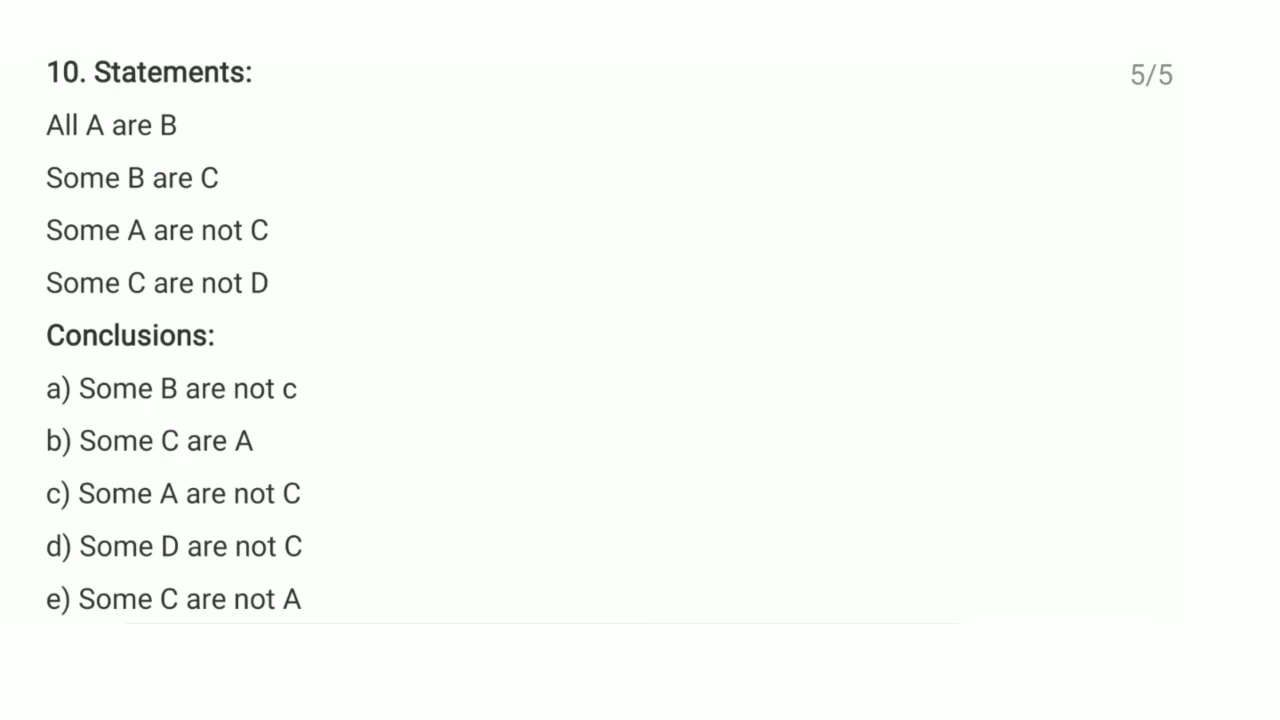 10. Statements:
5/5
All A are B
Some B are C
Some A are not C
Some C are not D
Conclusions:
a) Some B are not c
b) Some C are A
c) Some A are not C
d) Some D are not C
e) Some C are not A